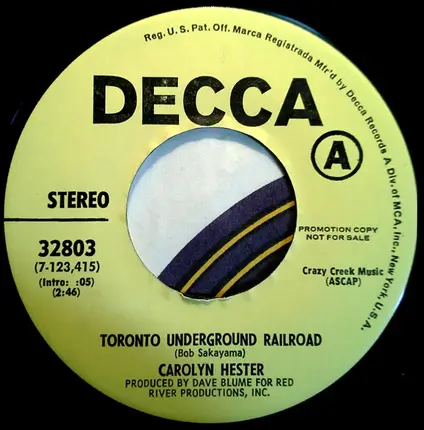 Reg. U.S. Pat. Off. Marca Registrada Mfr'd by Decca Records A Div. of MCA, Inc., New York, U.S.A.
DECCA
A
STEREO
PROMOTION COPY
NOT FOR SALE
32803
(7-123,415)
(Intro: :05)
(2:46)
Crazy Creek Music
(ASCAP)
TORONTO UNDERGROUND RAILROAD
(Bob Sakayama)
CAROLYN HESTER
PRODUCED BY DAVE BLUME FOR RED
RIVER PRODUCTIONS, INC.